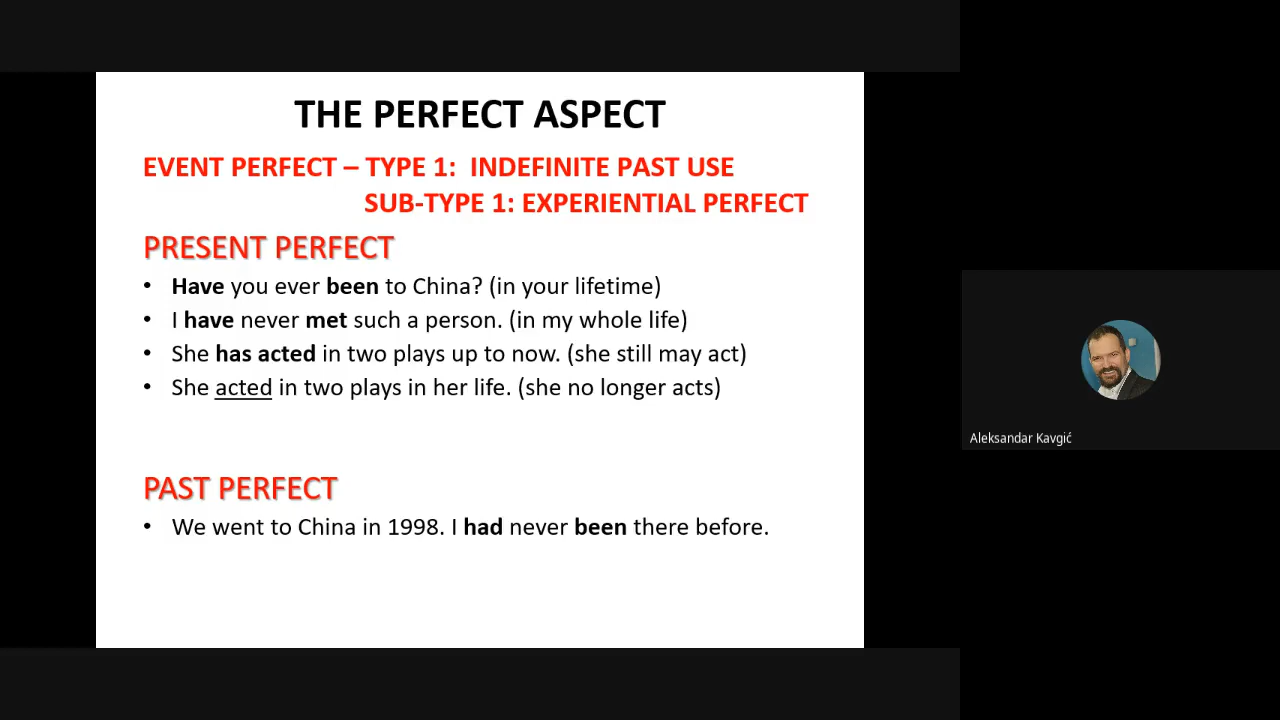 THE PERFECT ASPECT
EVENT PERFECT – TYPE 1: INDEFINITE PAST USE
SUB-TYPE 1: EXPERIENTIAL PERFECT
PRESENT PERFECT
• Have you ever been to China? (in your lifetime)
• I have never met such a person. (in my whole life)
• She has acted in two plays up to now. (she still may act)
• She acted in two plays in her life. (she no longer acts)
PAST PERFECT
• We went to China in 1998. I had never been there before.
Aleksandar Kavgić